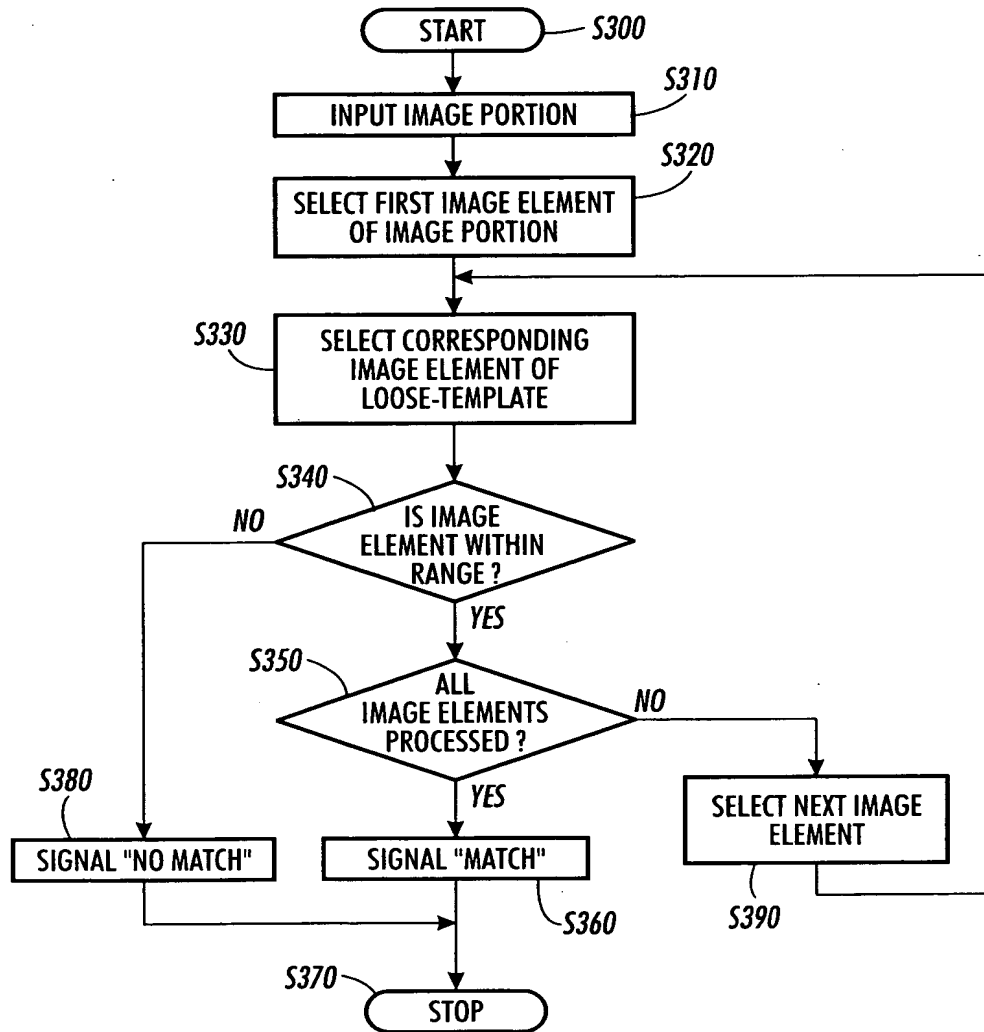 START
S300
S310
INPUT IMAGE PORTION
S320
SELECT FIRST IMAGE ELEMENT
OF IMAGE PORTION
S330
SELECT CORRESPONDING
IMAGE ELEMENT OF
LOOSE-TEMPLATE
S340
NO
IS IMAGE
ELEMENT WITHIN
RANGE ?
YES
S350
ALL
IMAGE ELEMENTS
PROCESSED ?
NO
YES
S380
SIGNAL "NO MATCH"
SIGNAL "MATCH"
S360
SELECT NEXT IMAGE
ELEMENT
S390
S370
STOP